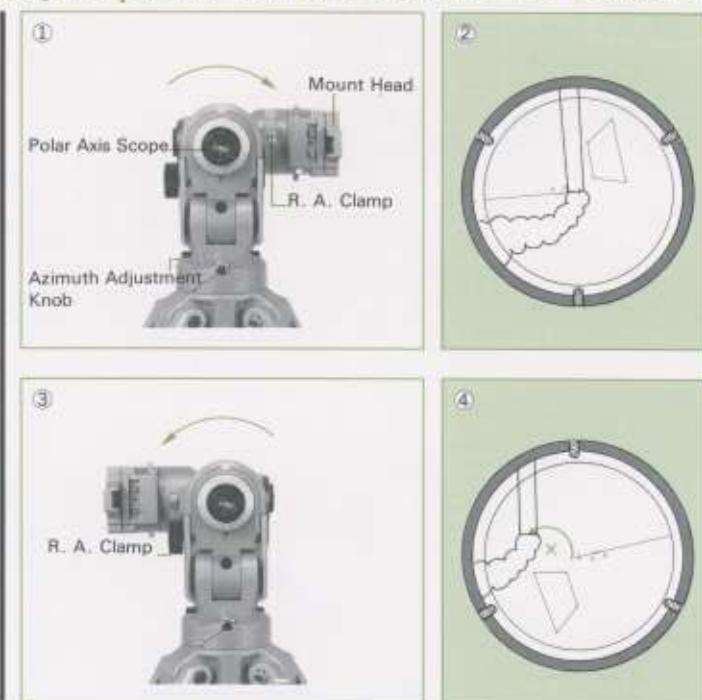 ①
Mount Head
Polar Axis Scope
R. A. Clamp
Azimuth Adjustment
Knob
②
③
R. A. Clamp
④